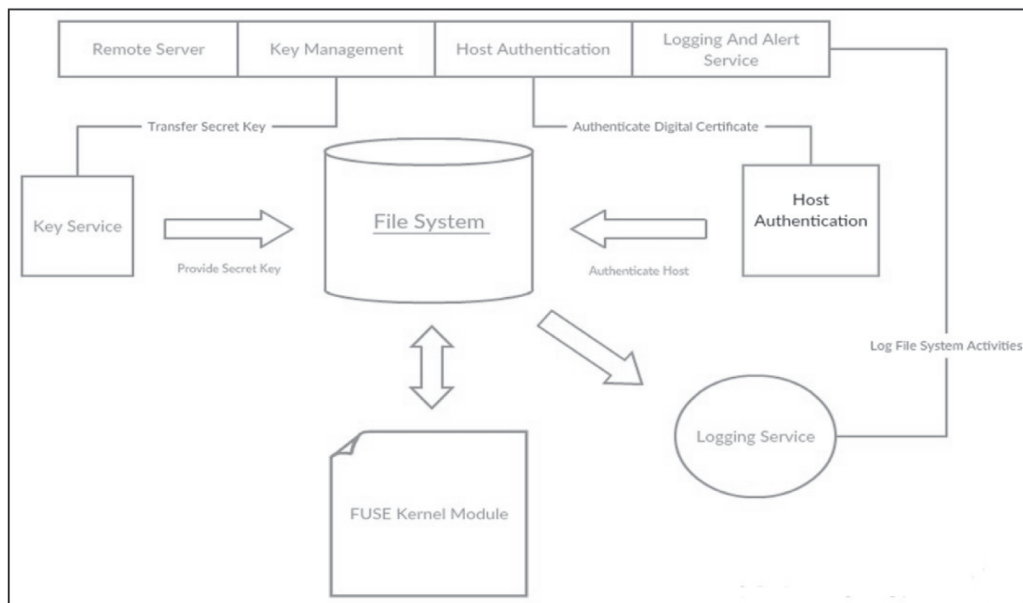 Remote Server
Key Management
Host Authentication
Logging And Alert
Service
Transfer Secret Key
Authenticate Digital Certificate
Key Service
File System
Host
Authentication
Provide Secret Key
Authenticate Host
Log File System Activities
Logging Service
FUSE Kernel Module